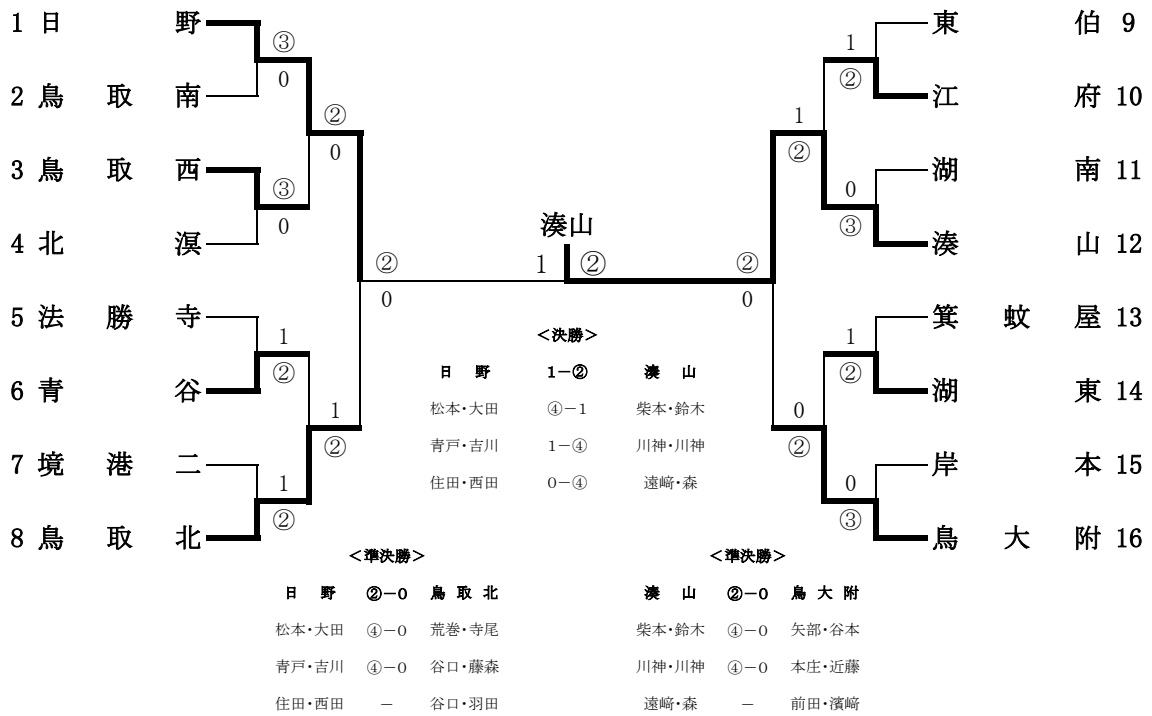 1 日 野 ③ 1 東 伯 9
0 ②
2 鳥 取 南 ② 1 江 府 10
0 ②
3 鳥 取 西 ③ 0 湖 南 11
0 ③
4 北 溟 湊山 湊 山 12
② 1 ② ②
0 0
5 法 勝 寺 1 1 箕 蚊 屋 13
② ②
6 青 谷 1 0 湖 東 14
② ②
7 境 港 二 1 0 岸 本 15
② ③
8 鳥 取 北 鳥 大 附 16
＜決勝＞
日 野 1－② 湊 山
松本・大田 ④－1 柴本・鈴木
青戸・吉川 1－④ 川神・川神
住田・西田 0－④ 遠﨑・森
＜準決勝＞
日 野 ②－0 鳥 取 北
松本・大田 ④－0 荒巻・寺尾
青戸・吉川 ④－0 谷口・藤森
住田・西田 － 谷口・羽田
＜準決勝＞
湊 山 ②－0 鳥 大 附
柴本・鈴木 ④－0 矢部・谷本
川神・川神 ④－0 本庄・近藤
遠﨑・森 － 前田・濱﨑